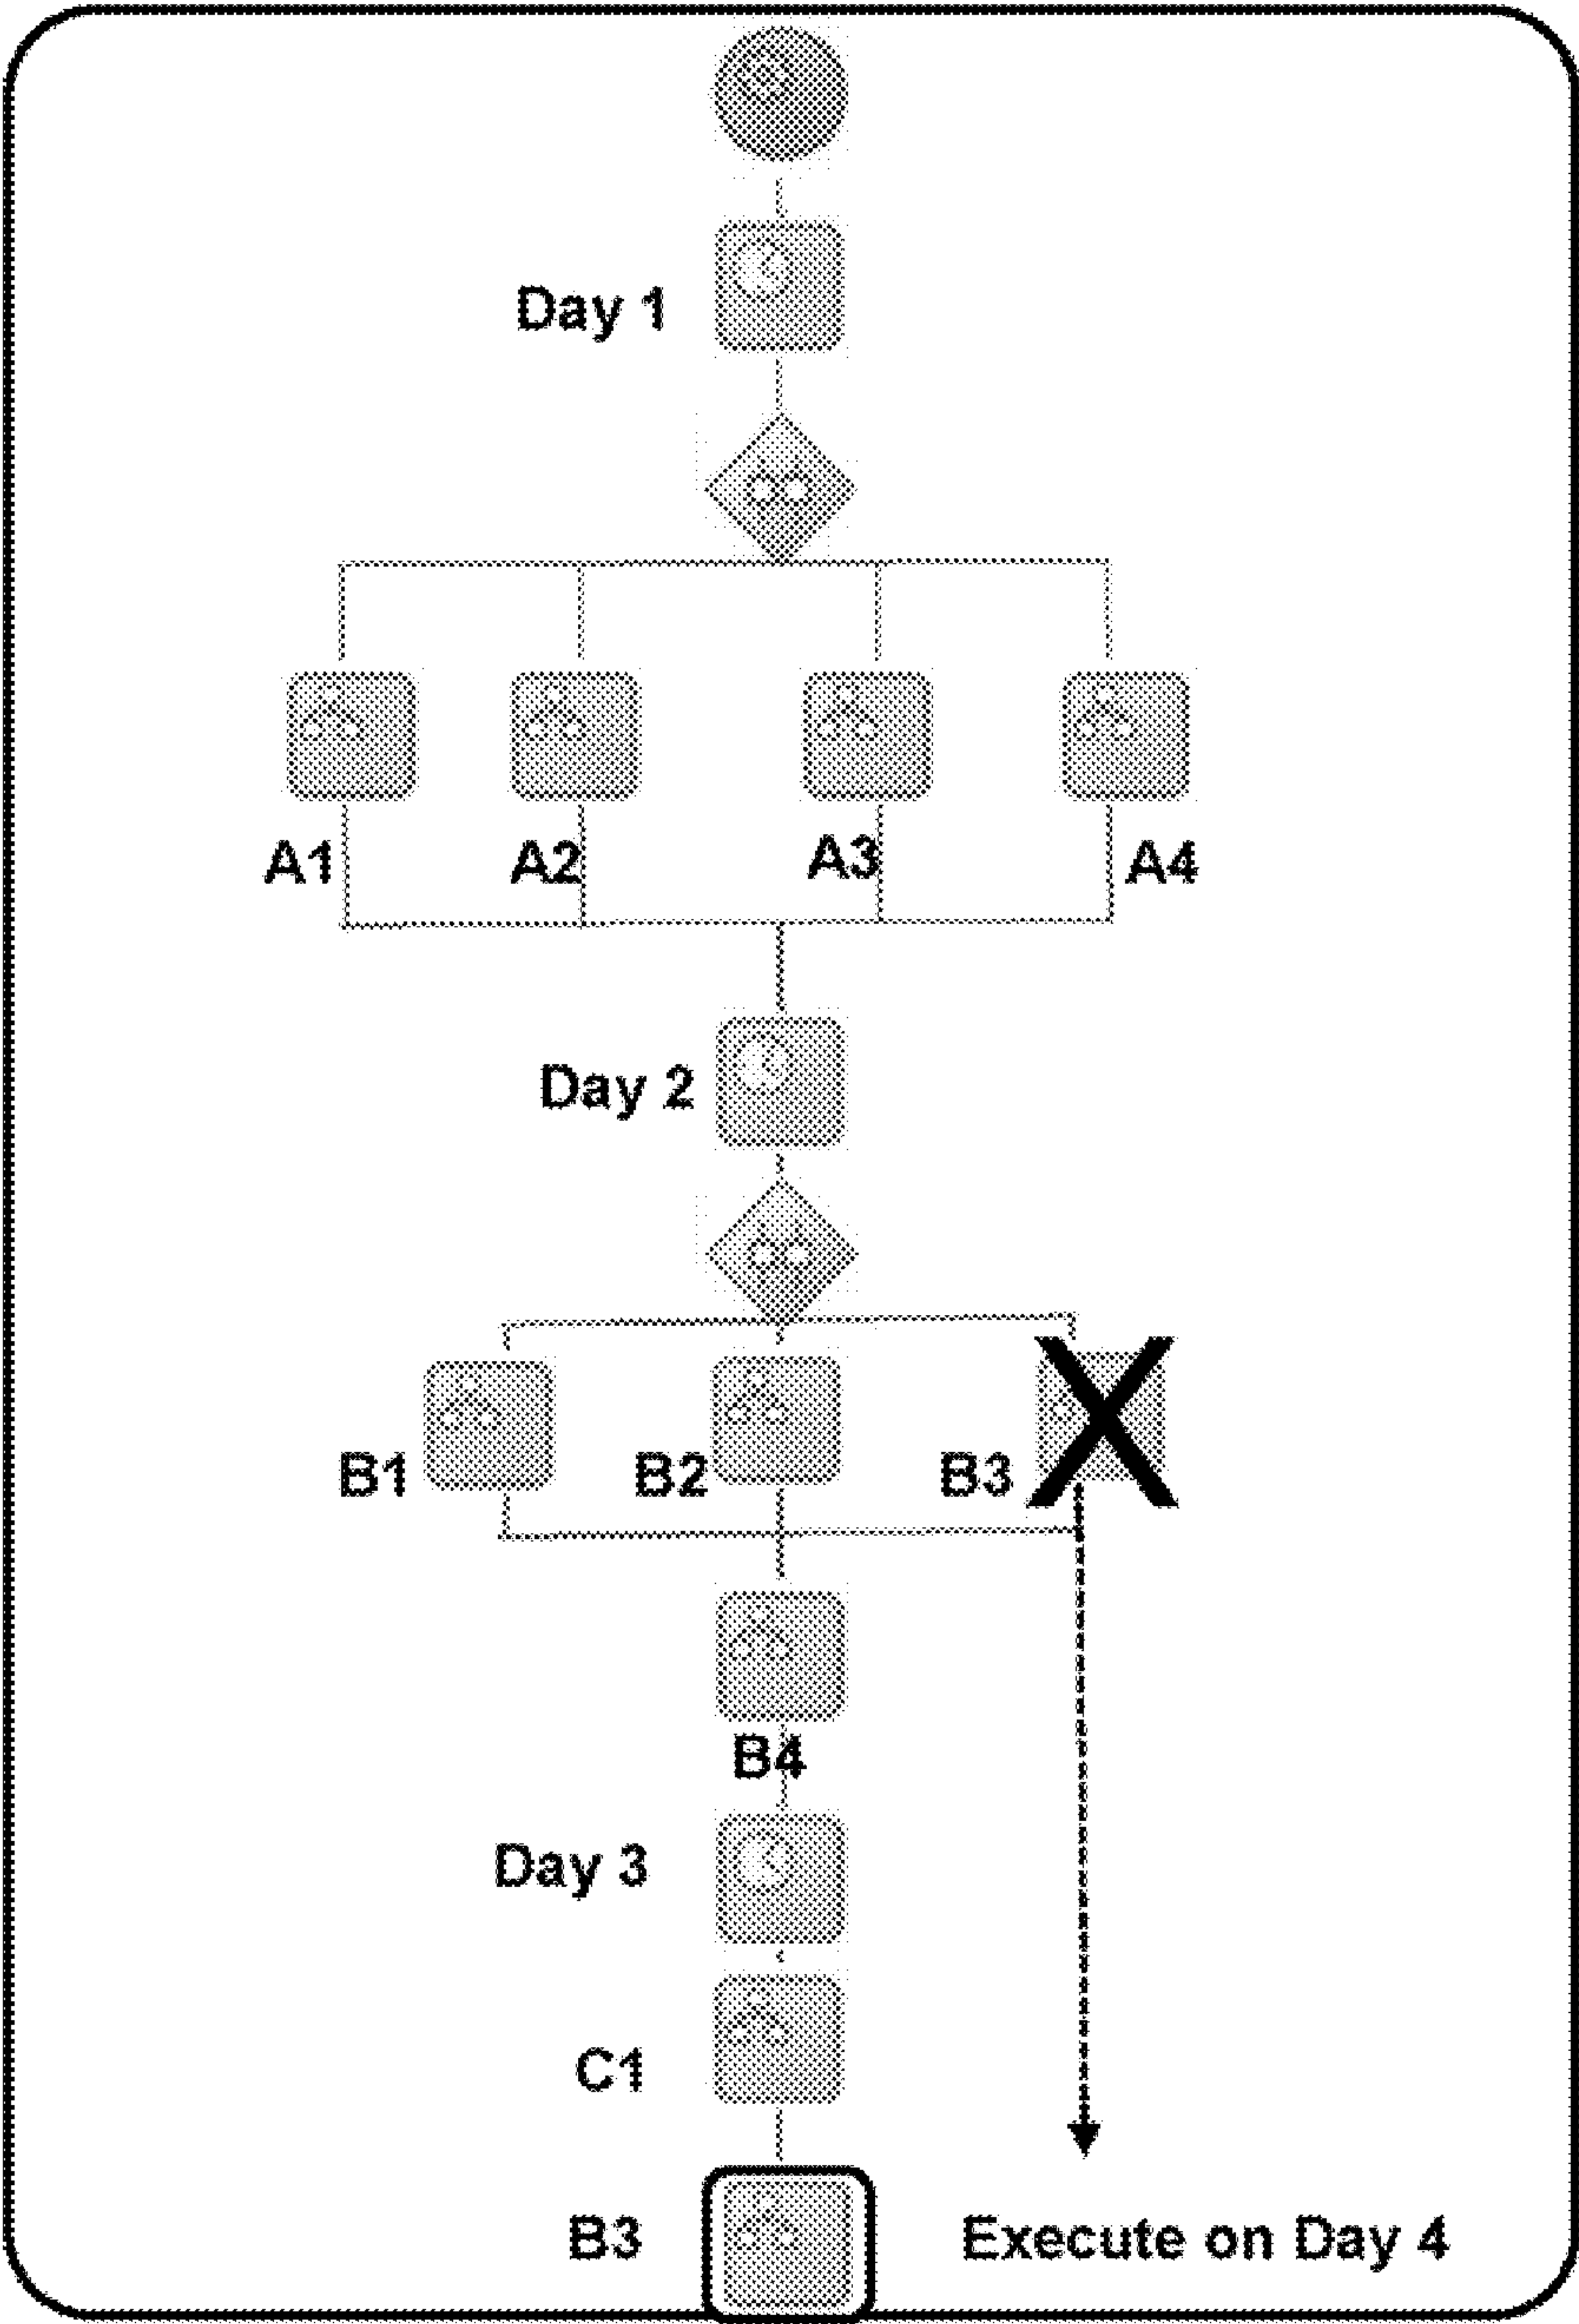 Day 1
A1 A2 A3 A4
Day 2
B1 B2 B3
B4
Day 3
C1
B3 Execute on Day 4